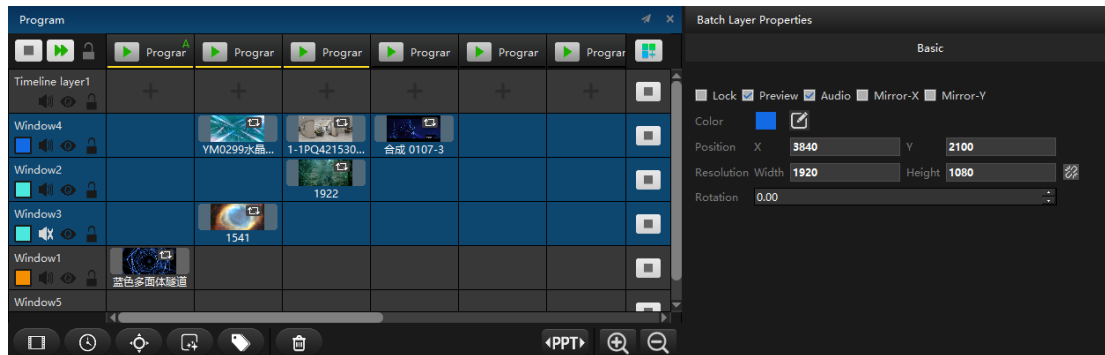 Program
Batch Layer Properties
Basic
A
Prograr Prograr Prograr Prograr Prograr Prograr
Timeline layer1
Lock Preview Audio Mirror-X Mirror-Y
Window4
YM0299水晶... 1-1PQ421530... 合成 0107-3
Color
Position X 3840 Y 2100
Window2
1922
Resolution Width 1920 Height 1080
Rotation 0.00
Window3
1541
Window1
蓝色多面体隧道
Window5
PPT